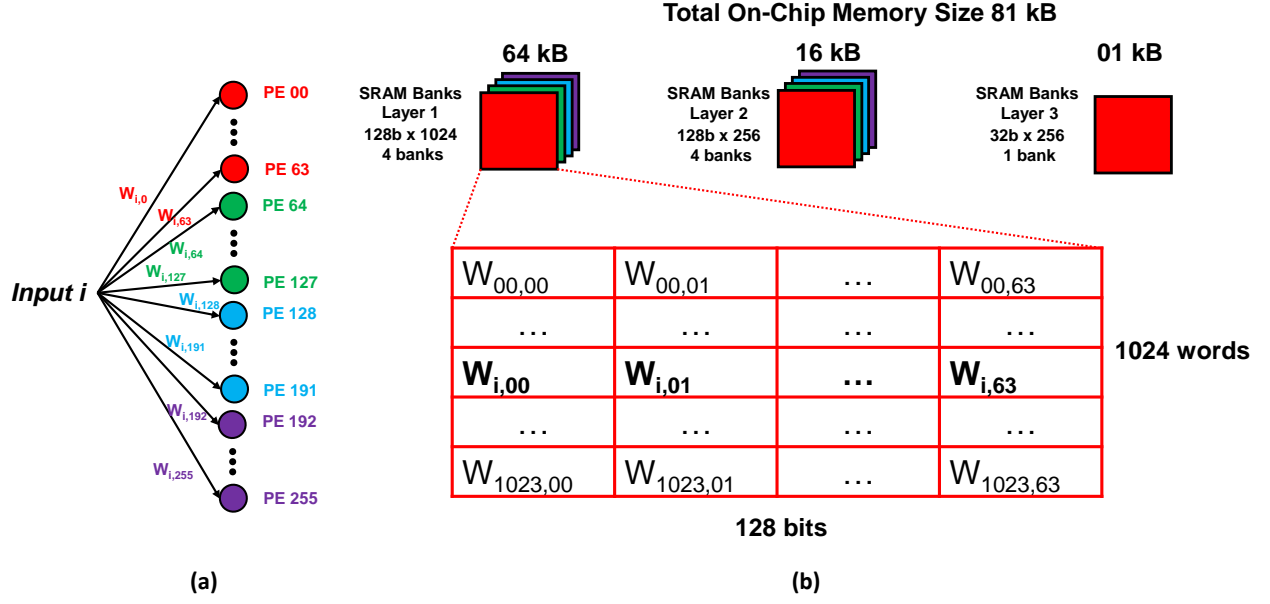 Total On-Chip Memory Size 81 kB
64 kB
16 kB
01 kB
SRAM Banks
Layer 1
128b x 1024
4 banks
SRAM Banks
Layer 2
128b x 256
4 banks
SRAM Banks
Layer 3
32b x 256
1 bank
PE 00
PE 63
PE 64
PE 127
PE 128
PE 191
PE 192
PE 255
Input i
Wi,0
Wi,63
Wi,64
Wi,127
Wi,128
Wi,191
Wi,192
Wi,255
W00,00 W00,01 ... W00,63
... ... ... ...
Wi,00 Wi,01 ... Wi,63
... ... ... ...
W1023,00 W1023,01 ... W1023,63
1024 words
128 bits
(a)
(b)